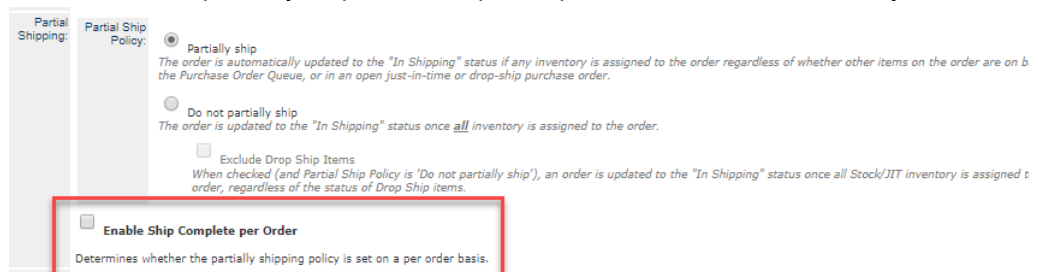 Partial Shipping:
Partial Ship Policy:
Partially ship
The order is automatically updated to the "In Shipping" status if any inventory is assigned to the order regardless of whether other items on the order are on
the Purchase Order Queue, or in an open just-in-time or drop-ship purchase order.
Do not partially ship
The order is updated to the "In Shipping" status once all inventory is assigned to the order.
Exclude Drop Ship Items
When checked (and Partial Ship Policy is 'Do not partially ship'), an order is updated to the "In Shipping" status once all Stock/JIT inventory is assigned
order, regardless of the status of Drop Ship items.
Enable Ship Complete per Order
Determines whether the partially shipping policy is set on a per order basis.